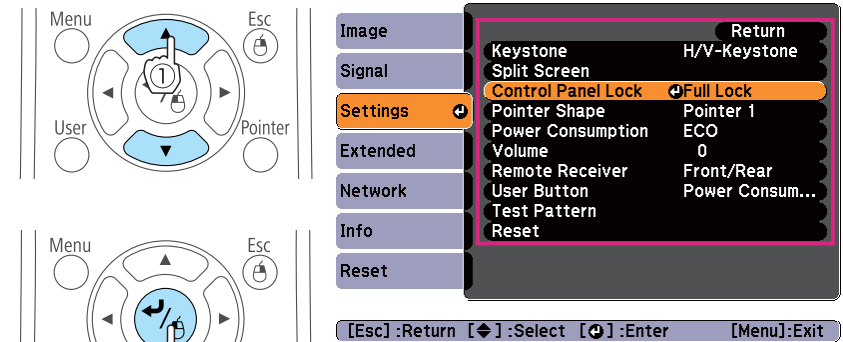 Menu
Esc
1
User
Pointer
Menu
Esc
Image
Signal
Settings
Extended
Network
Info
Reset
Return
Keystone H/V-Keystone
Split Screen
Control Panel Lock Full Lock
Pointer Shape Pointer 1
Power Consumption ECO
Volume 0
Remote Receiver Front/Rear
User Button Power Consum...
Test Pattern
Reset
[Esc] :Return [◆] :Select [⏎] :Enter [Menu]:Exit